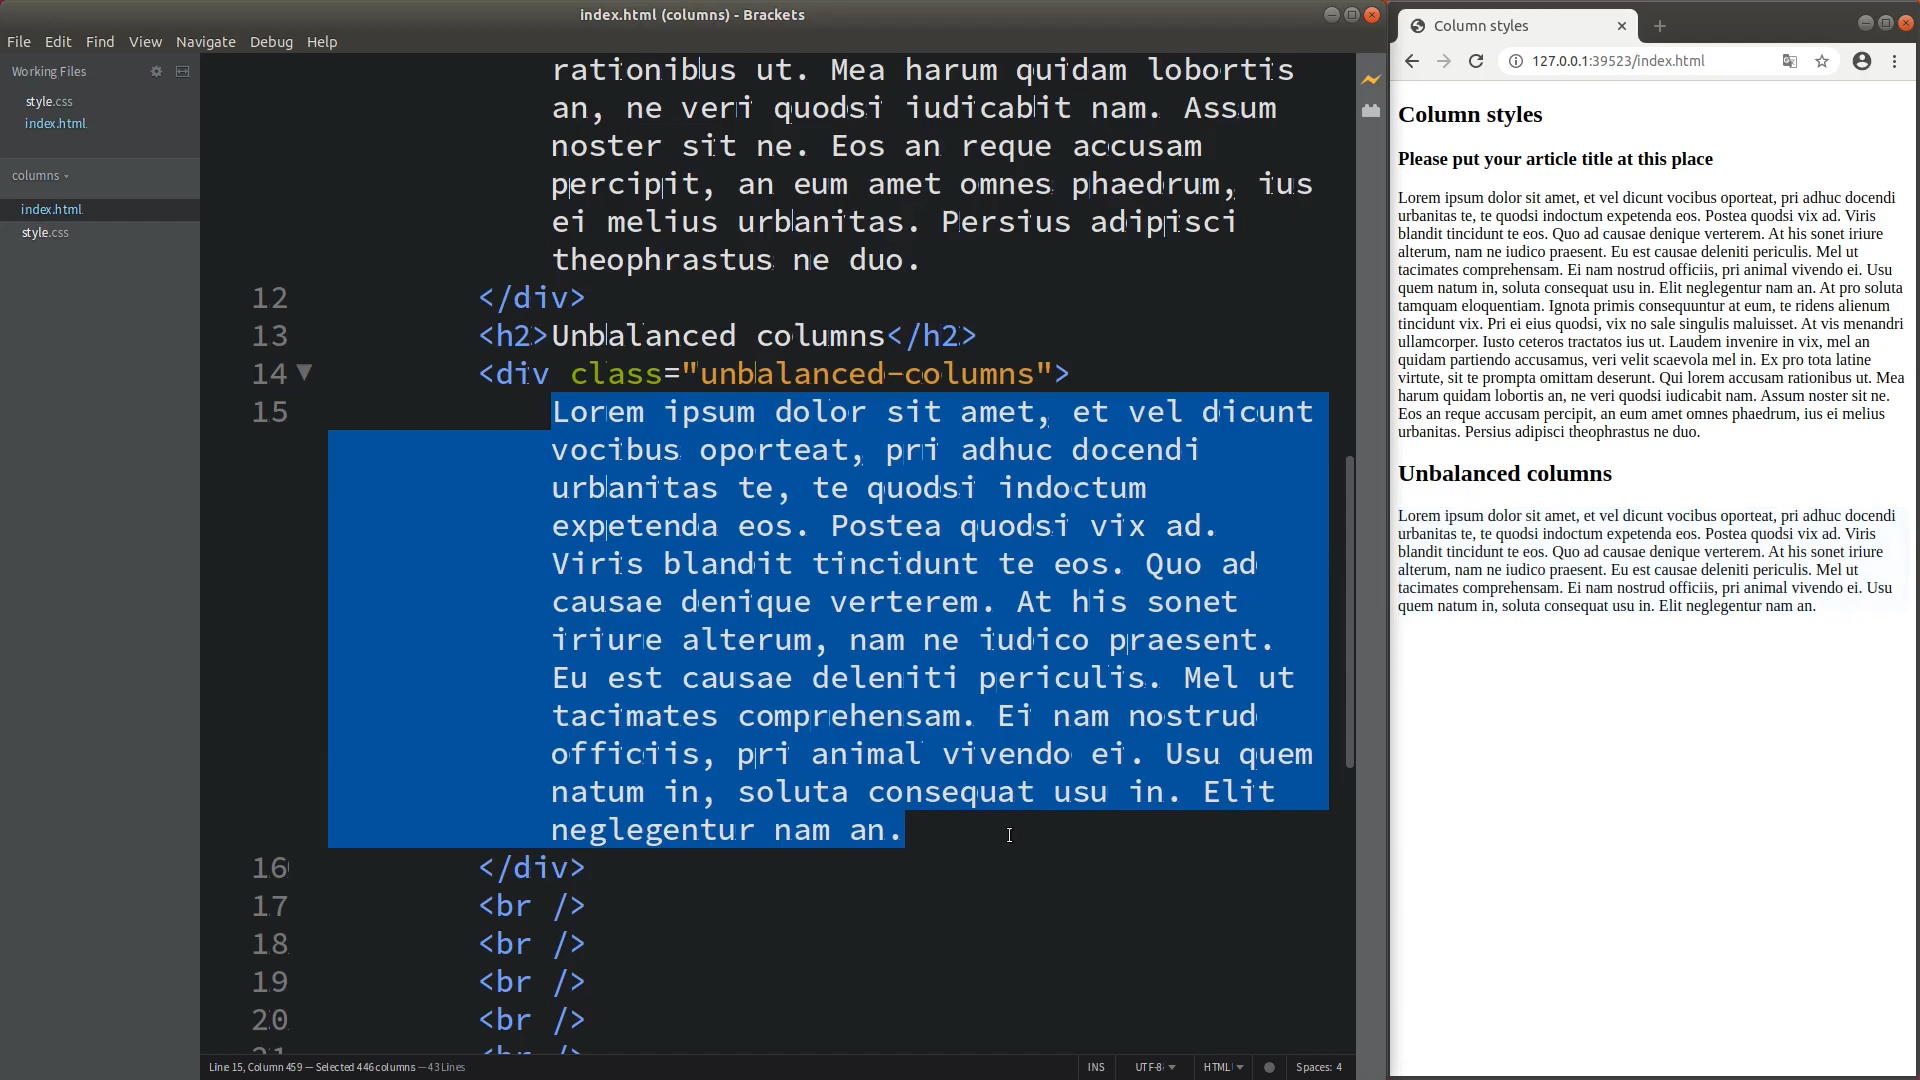 index.html (columns) - Brackets
File Edit Find View Navigate Debug Help
Working Files
style.css
index.html
columns
index.html
style.css
rationibus ut. Mea harum quidam lobortis
an, ne veri quodsi iudicabit nam. Assum
noster sit ne. Eos an reque accusam
percipit, an eum amet omnes phaedrum, ius
ei melius urbanitas. Persius adipisci
theophrastus ne duo.
12 </div>
13 <h2>Unbalanced columns</h2>
14 <div class="unbalanced-columns">
15 Lorem ipsum dolor sit amet, et vel dicunt
vocibus oporteat, pri adhuc docendi
urbanitas te, te quodsi indoctum
expetenda eos. Postea quodsi vix ad.
Viris blandit tincidunt te eos. Quo ad
causae denique verterem. At his sonet
iriure alterum, nam ne iudico praesent.
Eu est causae deleniti periculis. Mel ut
tacimates comprehensam. Ei nam nostrud
officiis, pri animal vivendo ei. Usu quem
natum in, soluta consequat usu in. Elit
neglegentur nam an.
16 </div>
17 <br />
18 <br />
19 <br />
20 <br />
21 <br />
Line 15, Column 459 — Selected 446 columns — 43 Lines
INS UTF-8 HTML Spaces: 4
Column styles
127.0.0.1:39523/index.html
Column styles
Please put your article title at this place
Lorem ipsum dolor sit amet, et vel dicunt vocibus oporteat, pri adhuc docendi
urbanitas te, te quodsi indoctum expetenda eos. Postea quodsi vix ad. Viris
blandit tincidunt te eos. Quo ad causae denique verterem. At his sonet iriure
alterum, nam ne iudico praesent. Eu est causae deleniti periculis. Mel ut
tacimates comprehensam. Ei nam nostrud officiis, pri animal vivendo ei. Usu
quem natum in, soluta consequat usu in. Elit neglegentur nam an. At pro soluta
tamquam eloquentiam. Ignota primis consequuntur at eum, te ridens alienum
tincidunt vix. Pri ei eius quodsi, vix no sale singulis maluisset. At vis menandri
ullamcorper. Iusto ceteros tractatos ius ut. Laudem invenire in vix, mel an
quidam partiendo accusamus, veri velit scaevola mel in. Ex pro tota latine
virtute, sit te prompta omittam deserunt. Qui lorem accusam rationibus ut. Mea
harum quidam lobortis an, ne veri quodsi iudicabit nam. Assum noster sit ne.
Eos an reque accusam percipit, an eum amet omnes phaedrum, ius ei melius
urbanitas. Persius adipisci theophrastus ne duo.
Unbalanced columns
Lorem ipsum dolor sit amet, et vel dicunt vocibus oporteat, pri adhuc docendi
urbanitas te, te quodsi indoctum expetenda eos. Postea quodsi vix ad. Viris
blandit tincidunt te eos. Quo ad causae denique verterem. At his sonet iriure
alterum, nam ne iudico praesent. Eu est causae deleniti periculis. Mel ut
tacimates comprehensam. Ei nam nostrud officiis, pri animal vivendo ei. Usu
quem natum in, soluta consequat usu in. Elit neglegentur nam an.